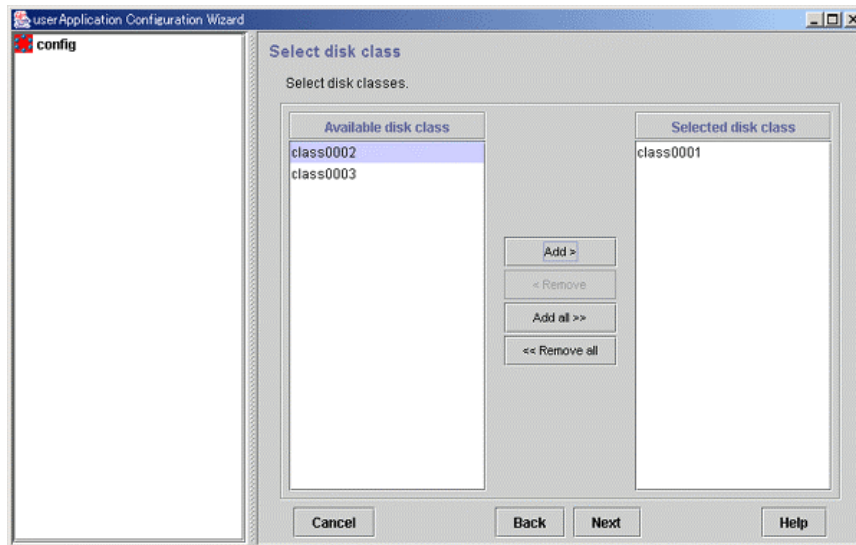 userApplication Configuration Wizard
config
Select disk class
Select disk classes.
Available disk class
class0002
class0003
Add >
< Remove
Add all >>
<< Remove all
Selected disk class
class0001
Cancel
Back
Next
Help